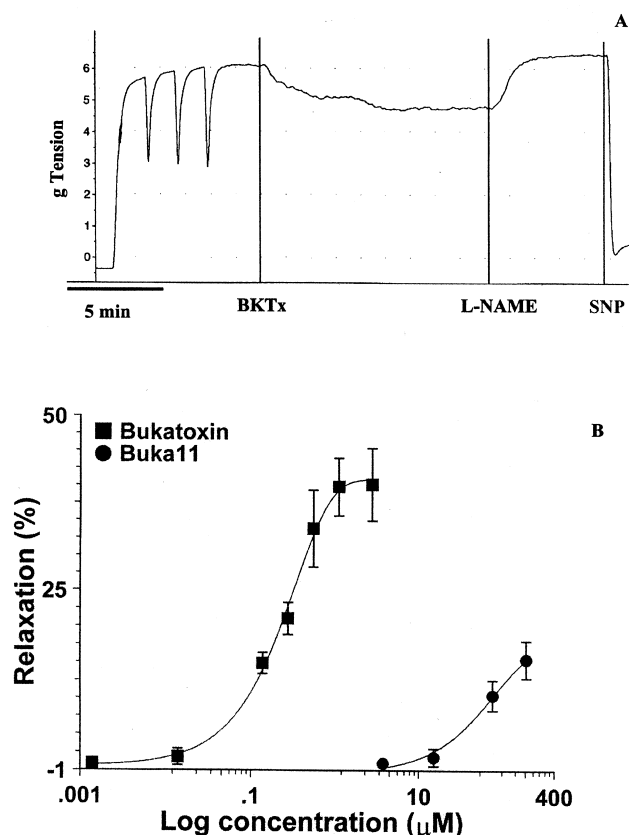 A
6
5
4
3
2
1
0
g Tension
5 min
BKTx
L-NAME
SNP
50
Bukatoxin
B
Buka11
25
Relaxation (%)
-1
.001
.1
10
400
Log concentration (μM)